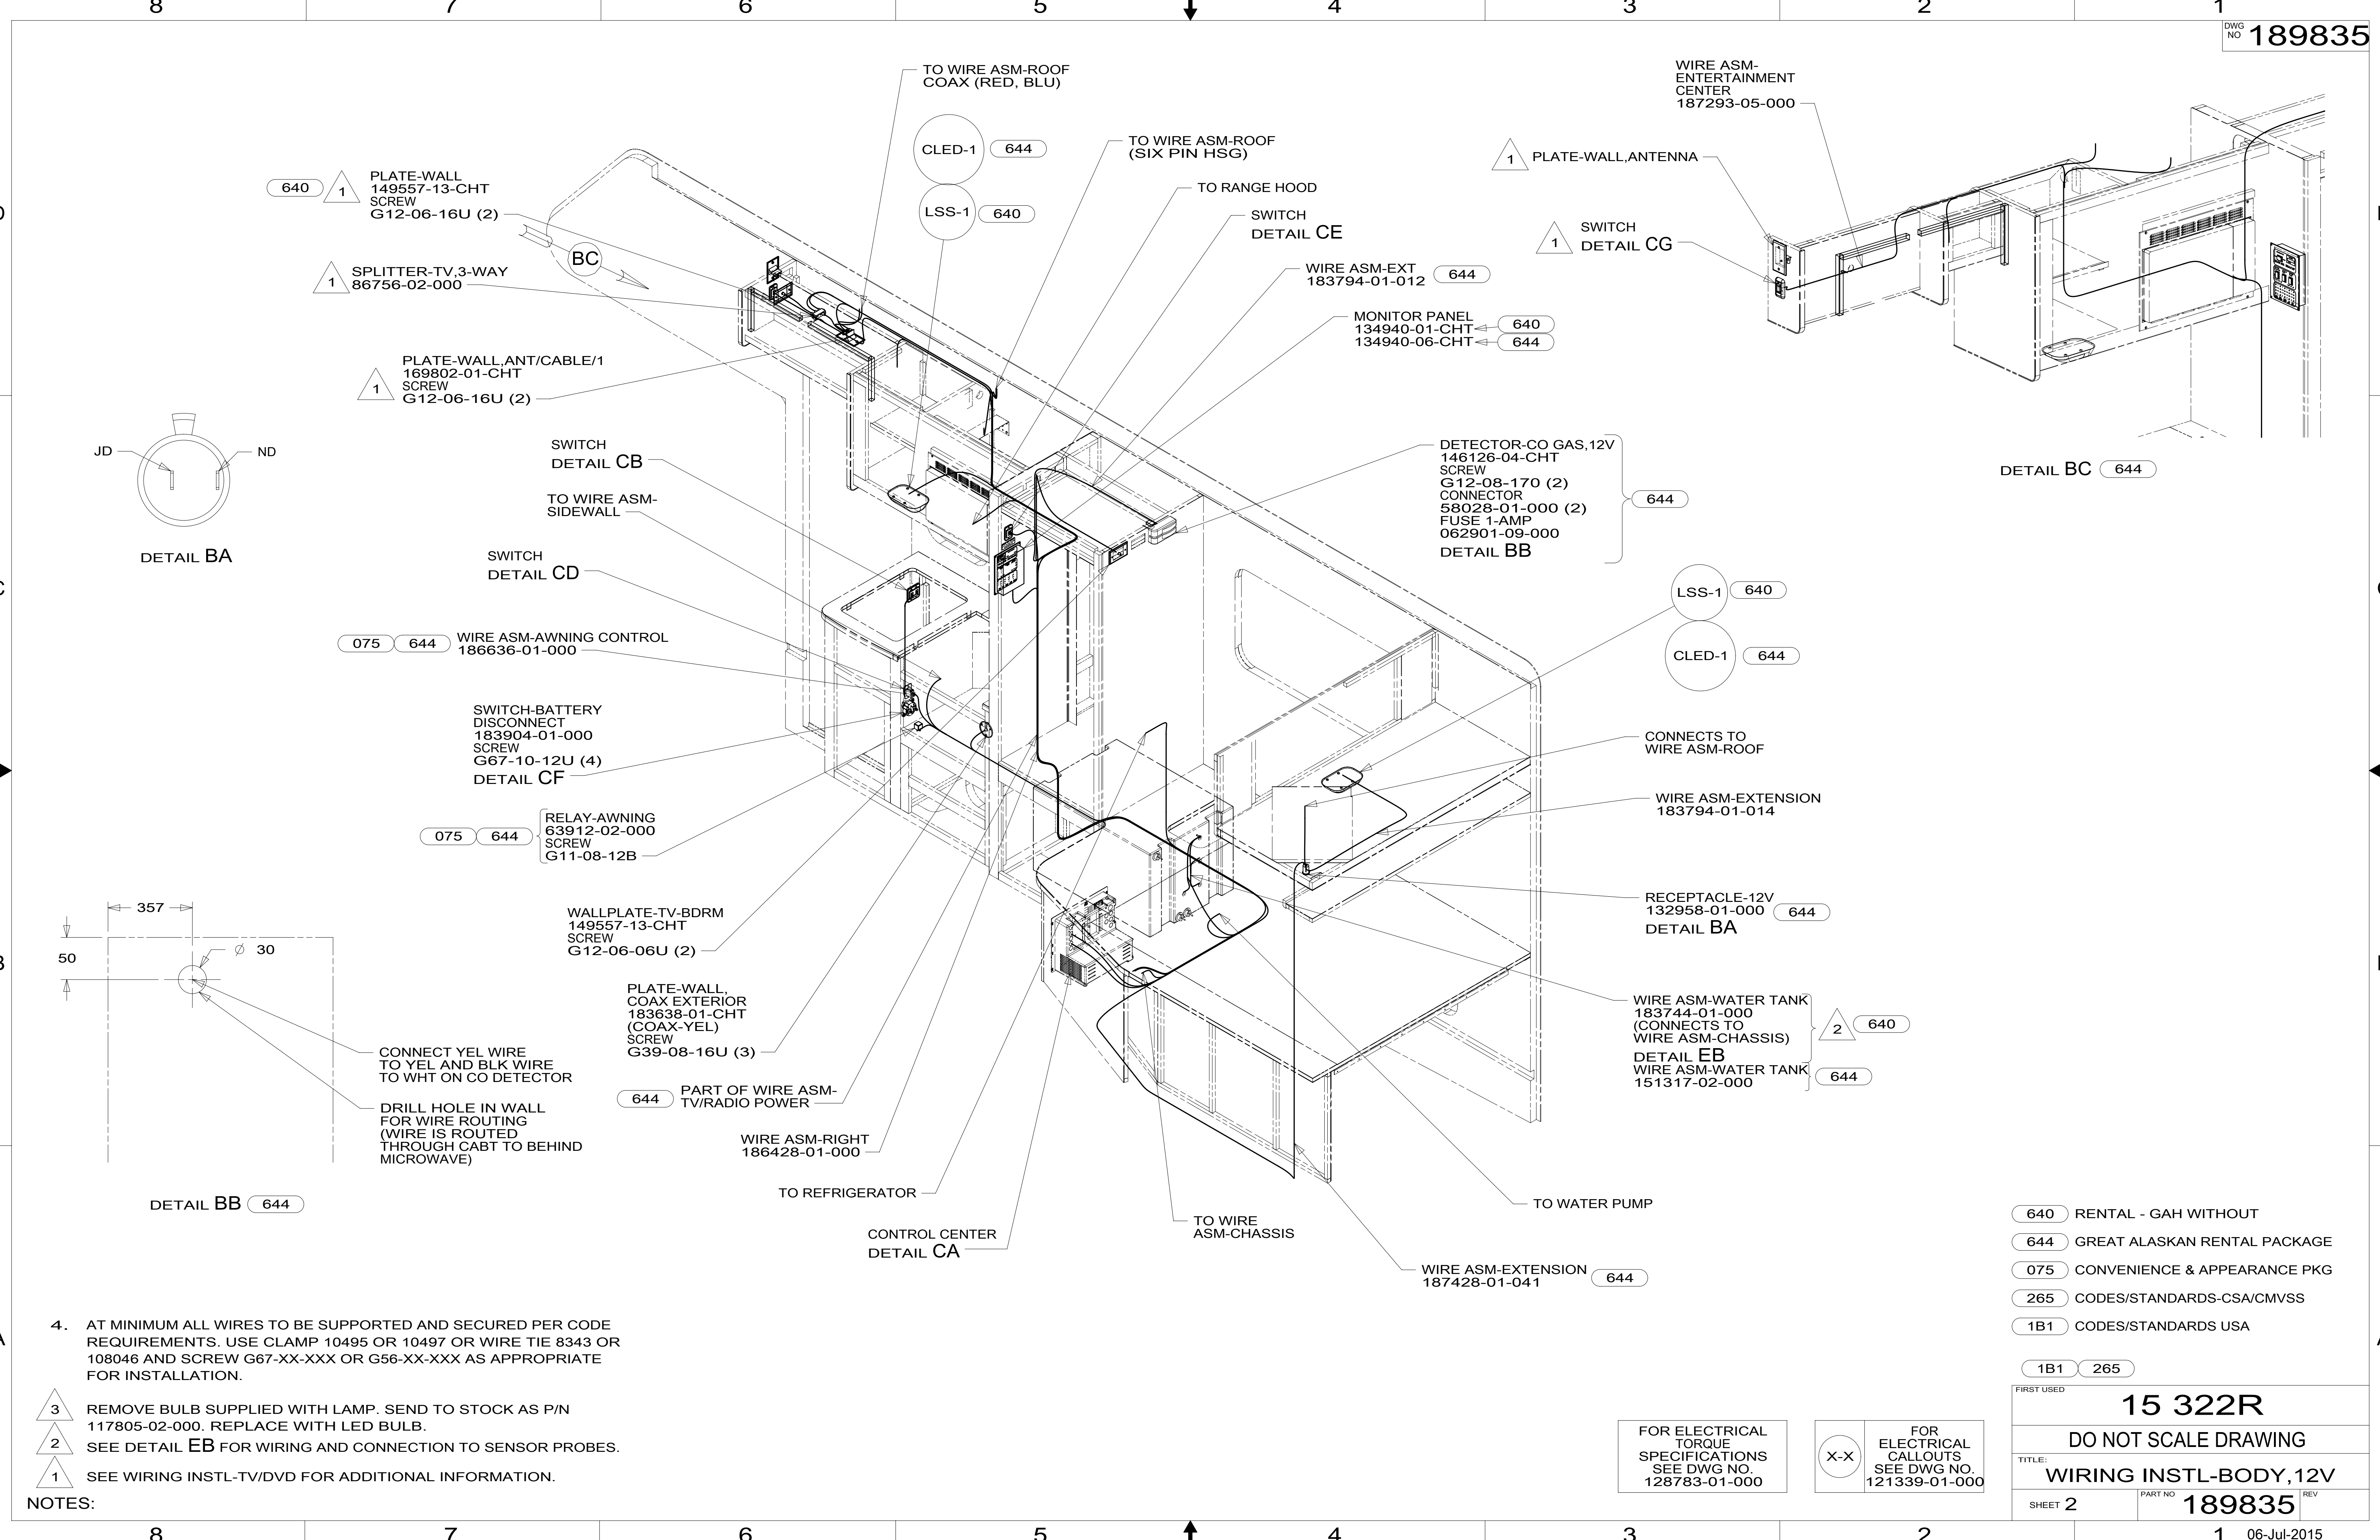 8 7 6 5 4 3 2 1
DWG NO 189835
TO WIRE ASM-ROOF
COAX (RED, BLU)
CLED-1 644
LSS-1 640
TO WIRE ASM-ROOF
(SIX PIN HSG)
TO RANGE HOOD
SWITCH
DETAIL CE
WIRE ASM-EXT
183794-01-012
644
MONITOR PANEL
134940-01-CHT 640
134940-06-CHT 644
640 1
PLATE-WALL
149557-13-CHT
SCREW
G12-06-16U (2)
BC
1
SPLITTER-TV,3-WAY
86756-02-000
1
PLATE-WALL,ANT/CABLE/1
169802-01-CHT
SCREW
G12-06-16U (2)
WIRE ASM-
ENTERTAINMENT
CENTER
187293-05-000
1 PLATE-WALL,ANTENNA
1
SWITCH
DETAIL CG
DETAIL BC 644
JD ND
DETAIL BA
SWITCH
DETAIL CB
TO WIRE ASM-
SIDEWALL
SWITCH
DETAIL CD
075 644
WIRE ASM-AWNING CONTROL
186636-01-000
SWITCH-BATTERY
DISCONNECT
183904-01-000
SCREW
G67-10-12U (4)
DETAIL CF
075 644
RELAY-AWNING
63912-02-000
SCREW
G11-08-12B
DETECTOR-CO GAS,12V
146126-04-CHT
SCREW
G12-08-170 (2)
CONNECTOR
58028-01-000 (2)
FUSE 1-AMP
062901-09-000
DETAIL BB
644
LSS-1 640
CLED-1 644
CONNECTS TO
WIRE ASM-ROOF
WIRE ASM-EXTENSION
183794-01-014
RECEPTACLE-12V
132958-01-000 644
DETAIL BA
WIRE ASM-WATER TANK
183744-01-000
(CONNECTS TO
WIRE ASM-CHASSIS)
DETAIL EB
2 640
WIRE ASM-WATER TANK
151317-02-000
644
WALLPLATE-TV-BDRM
149557-13-CHT
SCREW
G12-06-06U (2)
PLATE-WALL,
COAX EXTERIOR
183638-01-CHT
(COAX-YEL)
SCREW
G39-08-16U (3)
644
PART OF WIRE ASM-
TV/RADIO POWER
WIRE ASM-RIGHT
186428-01-000
TO REFRIGERATOR
CONTROL CENTER
DETAIL CA
TO WIRE
ASM-CHASSIS
TO WATER PUMP
WIRE ASM-EXTENSION
187428-01-041
644
357
50
⌀ 30
CONNECT YEL WIRE
TO YEL AND BLK WIRE
TO WHT ON CO DETECTOR
DRILL HOLE IN WALL
FOR WIRE ROUTING
(WIRE IS ROUTED
THROUGH CABT TO BEHIND
MICROWAVE)
DETAIL BB 644
4. AT MINIMUM ALL WIRES TO BE SUPPORTED AND SECURED PER CODE
REQUIREMENTS. USE CLAMP 10495 OR 10497 OR WIRE TIE 8343 OR
108046 AND SCREW G67-XX-XXX OR G56-XX-XXX AS APPROPRIATE
FOR INSTALLATION.
3 REMOVE BULB SUPPLIED WITH LAMP. SEND TO STOCK AS P/N
117805-02-000. REPLACE WITH LED BULB.
2 SEE DETAIL EB FOR WIRING AND CONNECTION TO SENSOR PROBES.
1 SEE WIRING INSTL-TV/DVD FOR ADDITIONAL INFORMATION.
NOTES:
640 RENTAL - GAH WITHOUT
644 GREAT ALASKAN RENTAL PACKAGE
075 CONVENIENCE & APPEARANCE PKG
265 CODES/STANDARDS-CSA/CMVSS
1B1 CODES/STANDARDS USA
1B1 265
FOR ELECTRICAL
TORQUE
SPECIFICATIONS
SEE DWG NO.
128783-01-000
X-X
FOR
ELECTRICAL
CALLOUTS
SEE DWG NO.
121339-01-000
FIRST USED
15 322R
DO NOT SCALE DRAWING
TITLE:
WIRING INSTL-BODY,12V
SHEET 2 PART NO 189835 REV
8 7 6 5 4 3 2 1
06-Jul-2015